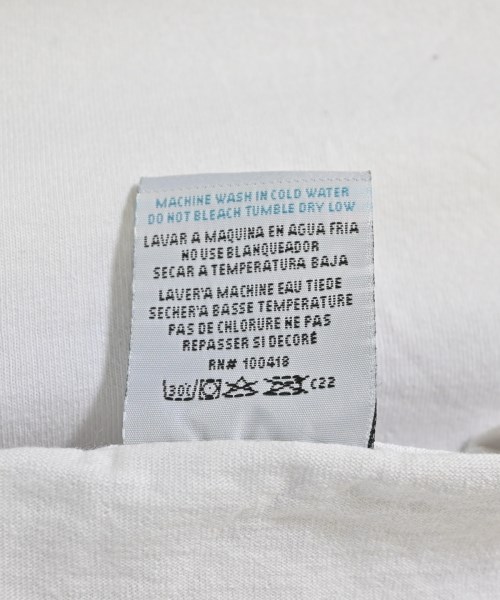 MACHINE WASH IN COLD WATER
DO NOT BLEACH TUMBLE DRY LOW
LAVAR A MAQUINA EN AGUA FRIA
NO USE BLANQUEADOR
SECAR A TEMPERATURA BAJA
LAVER'A MACHINE EAU TIEDE
SECHER'A BASSE TEMPERATURE
PAS DE CHLORURE NE PAS
REPASSER SI DECORÉ
RN# 100418
30C C22